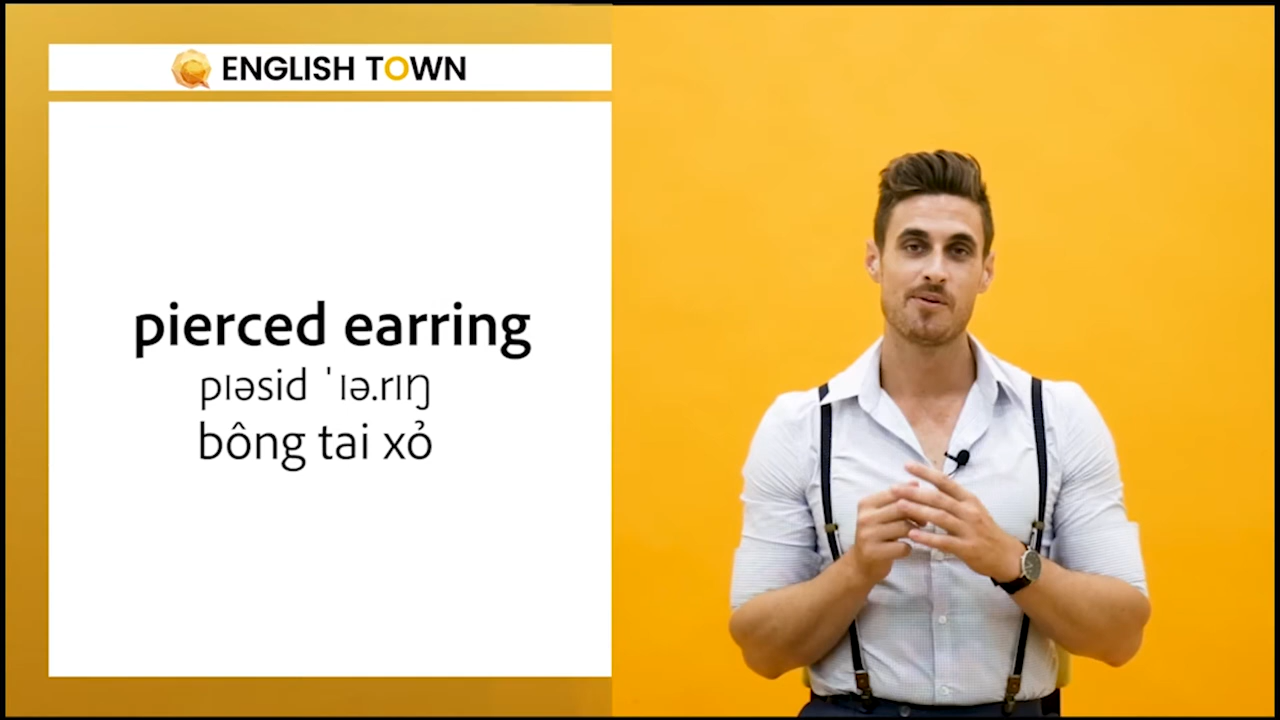 ENGLISH TOWN
pierced earring
pɪəsid ˈɪə.rɪŋ
bông tai xỏ